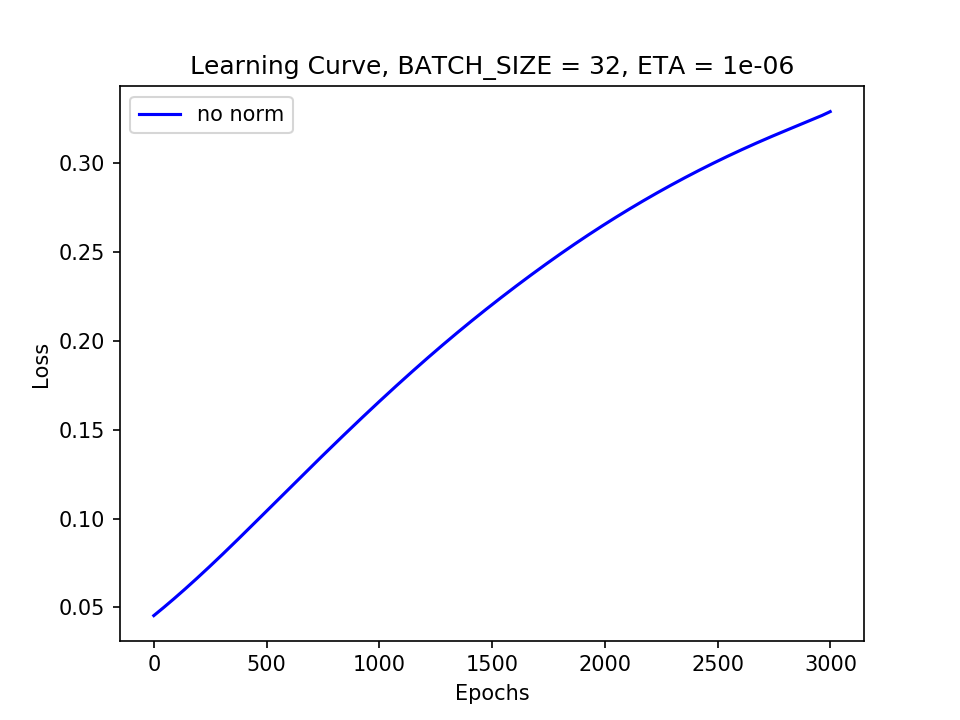 Learning Curve, BATCH_SIZE = 32, ETA = 1e-06
no norm
0.30
0.25
0.20
0.15
0.10
0.05
Loss
0 500 1000 1500 2000 2500 3000
Epochs